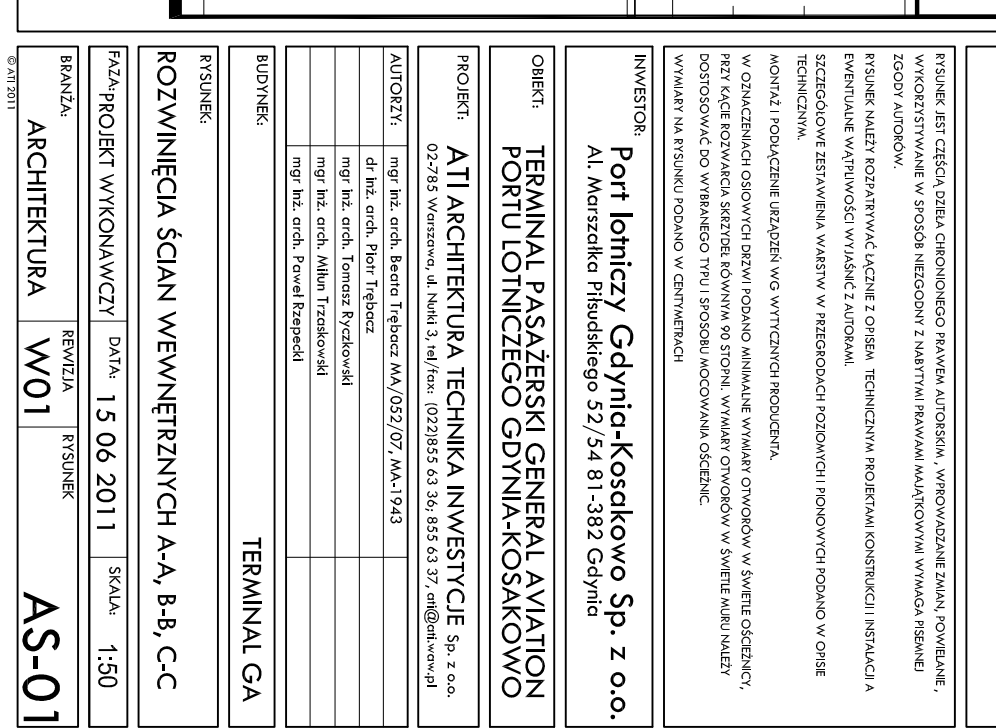 RYSUNEK JEST CZĘŚCIĄ DZIEŁA CHRONIONEGO PRAWEM AUTORSKIM , WPROWADZANIE ZMIAN, POWIELANIE ,
WYKORZYSTYWANIE W SPOSÓB NIEZGODNY Z NABYTYMI PRAWAMI MAJĄTKOWYMI WYMAGA PISEMNEJ
ZGODY AUTORÓW.
RYSUNEK NALEŻY ROZPATRYWAĆ ŁĄCZNIE Z OPISEM TECHNICZNYM PROJEKTAMI KONSTRUKCJI I INSTALACJI A
EWENTUALNE WĄTPLIWOŚCI WYJAŚNIĆ Z AUTORAMI.
SZCZEGÓŁOWE ZESTAWIENIA WARSTW W PRZEGRODACH POZIOMYCH I PIONOWYCH PODANO W OPISIE
TECHNICZNYM.
MONTAŻ I PODŁĄCZENIE URZĄDZEŃ WG WYTYCZNYCH PRODUCENTA.
W OZNACZENIACH OSIOWYCH DRZWI PODANO MINIMALNE WYMIARY OTWORÓW W ŚWIETLE OŚCIEŻNICY,
PRZY KĄCIE ROZWARCIA SKRZYDEŁ RÓWNYM 90 STOPNI. WYMIARY OTWORÓW W ŚWIETLE MURU NALEŻY
DOSTOSOWAĆ DO WYBRANEGO TYPU I SPOSOBU MOCOWANIA OŚCIEŻNIC.
WYMIARY NA RYSUNKU PODANO W CENTYMETRACH
INWESTOR:
Port lotniczy Gdynia-Kosakowo Sp. z o.o.
Al. Marszałka Piłsudskiego 52/54 81-382 Gdynia
OBIEKT:
TERMINAL PASAŻERSKI GENERAL AVIATION
PORTU LOTNICZEGO GDYNIA-KOSAKOWO
PROJEKT:
ATI ARCHITEKTURA TECHNIKA INWESTYCJE Sp. z o.o.
02-785 Warszawa, ul. Nutki 3, tel/fax: (022)855 63 36; 855 63 37, ati@ati.waw.pl
AUTORZY:
mgr inż. arch. Beata Trębacz MA/052/07, MA-1943
dr inż. arch. Piotr Trębacz
mgr inż. arch. Tomasz Ryczkowski
mgr inż. arch. Miłun Trzaskowski
mgr inż. arch. Paweł Rzepecki
BUDYNEK:
TERMINAL GA
RYSUNEK:
ROZWINIĘCIA ŚCIAN WEWNĘTRZNYCH A-A, B-B, C-C
FAZA: PROJEKT WYKONAWCZY
DATA: 15 06 2011
SKALA: 1:50
BRANŻA:
ARCHITEKTURA
REWIZJA
W01
RYSUNEK
AS-01
© ATI 2011